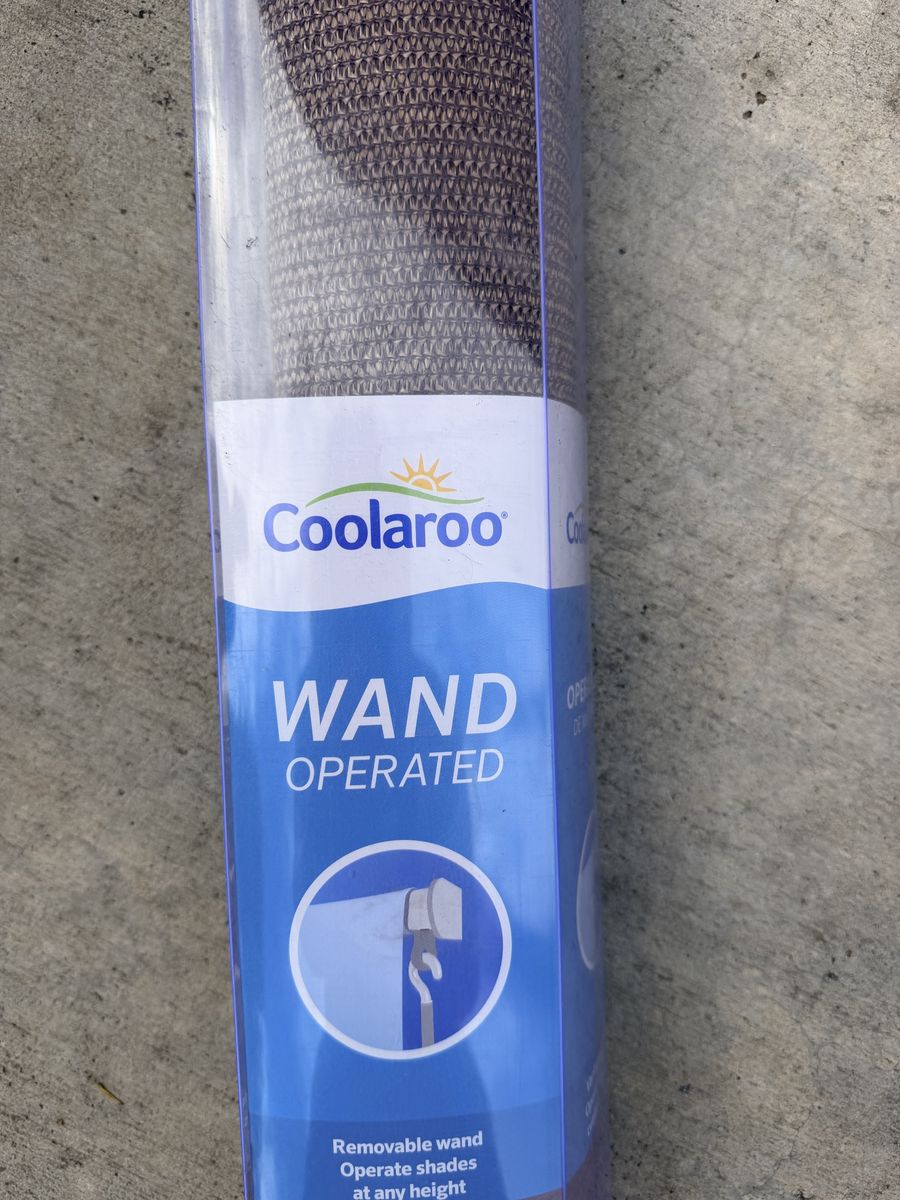 Coolaroo®
WAND
OPERATED
Removable wand
Operate shades
at any height